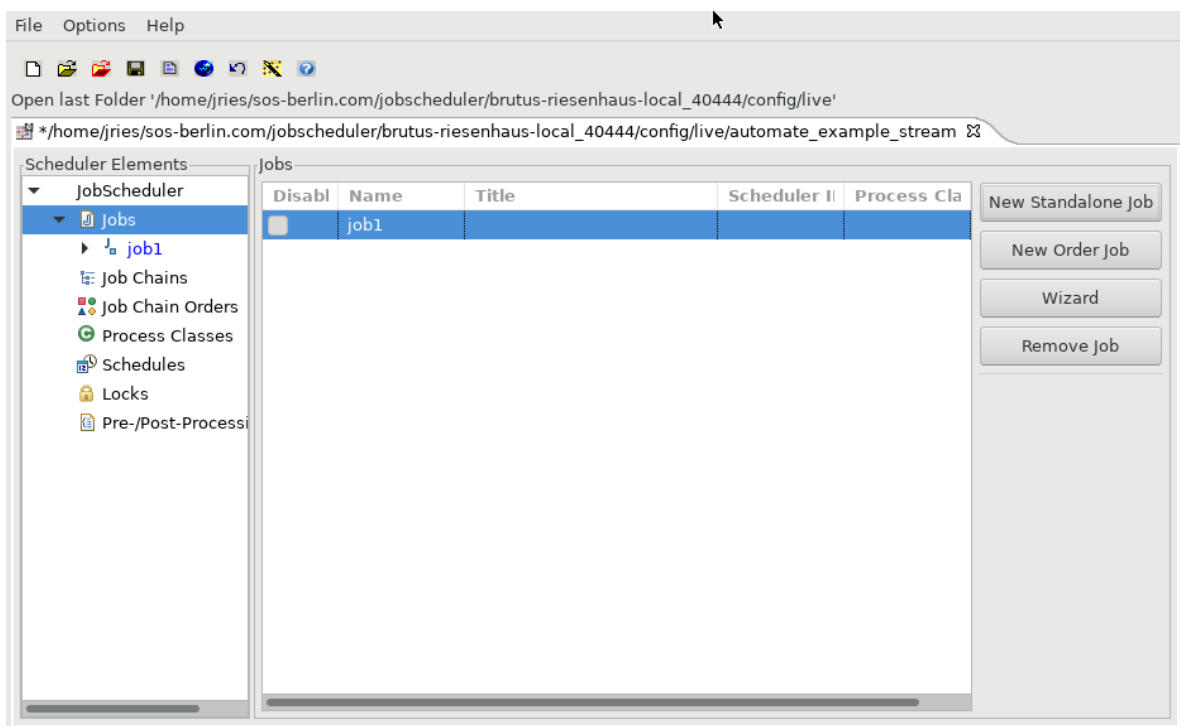 File Options Help
Open last Folder '/home/jries/sos-berlin.com/jobscheduler/brutus-riesenhaus-local_40444/config/live'
*/home/jries/sos-berlin.com/jobscheduler/brutus-riesenhaus-local_40444/config/live/automate_example_stream
Scheduler Elements
JobScheduler
Jobs
job1
Job Chains
Job Chain Orders
Process Classes
Schedules
Locks
Pre-/Post-Processi
Jobs
Disabl Name Title Scheduler II Process Cla
job1
New Standalone Job
New Order Job
Wizard
Remove Job